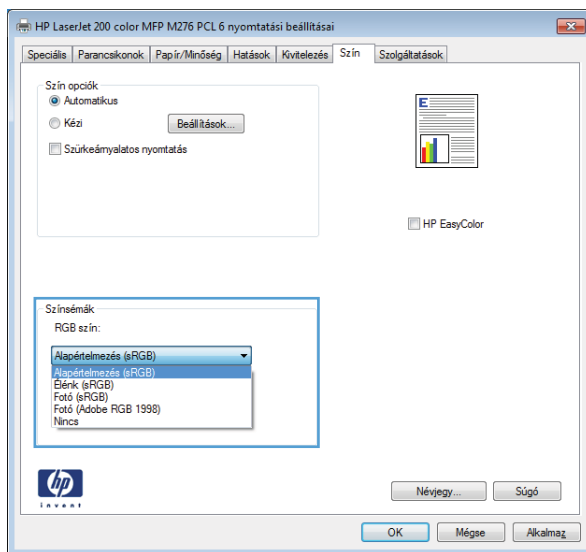 HP LaserJet 200 color MFP M276 PCL 6 nyomtatási beállításai
Speciális Parancsikonok Papír/Minőség Hatások Kivitelezés Szín Szolgáltatások
Szín opciók
Automatikus
Kézi Beállítások...
Szürkeárnyalatos nyomtatás
E
HP EasyColor
Színsémák
RGB szín:
Alapértelmezés (sRGB)
Alapértelmezés (sRGB)
Élénk (sRGB)
Fotó (sRGB)
Fotó (Adobe RGB 1998)
Nincs
hp
invent
Névjegy... Súgó
OK Mégse Alkalmaz